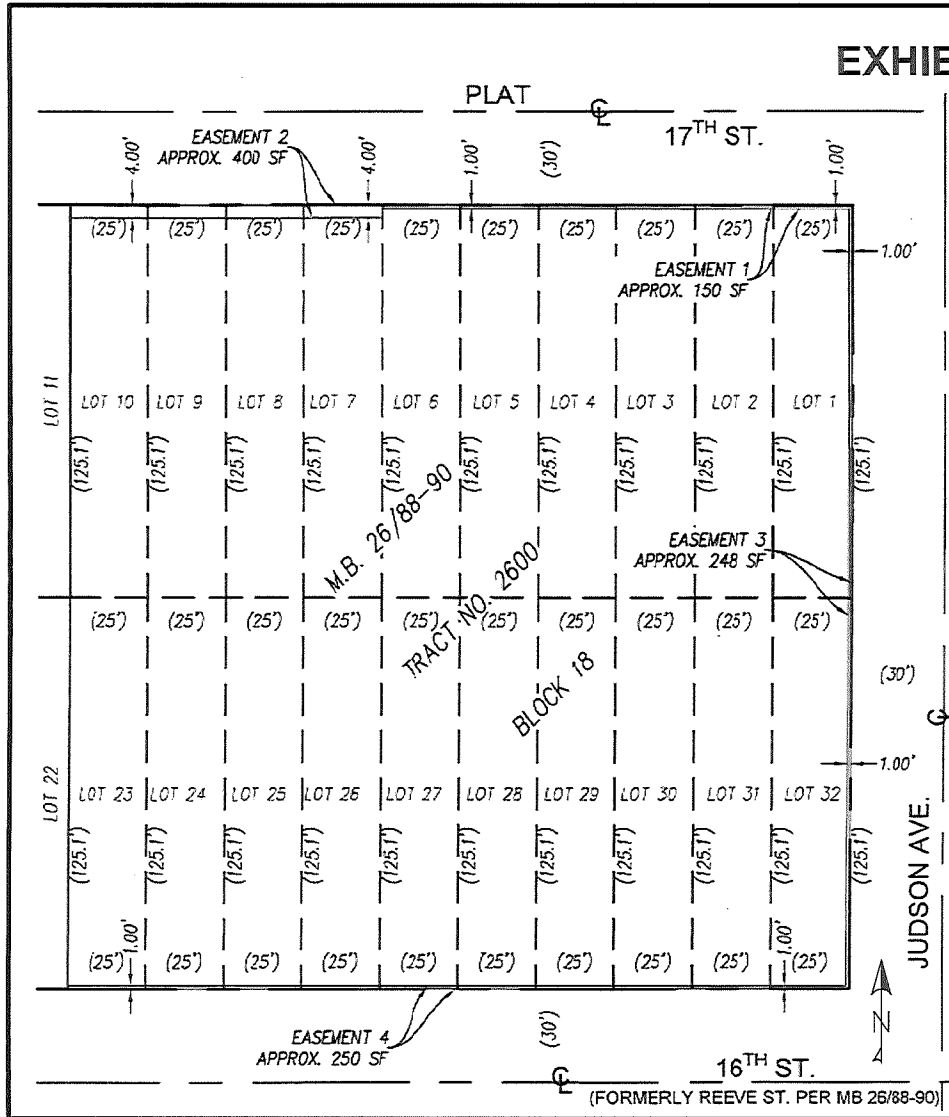 EXHIB
PLAT
17TH ST.
EASEMENT 2
APPROX. 400 SF
4.00'
4.00'
1.00'
(30')
1.00'
(25') (25') (25') (25') (25') (25') (25') (25') (25') (25')
1.00'
EASEMENT 1
APPROX. 150 SF
LOT 11
LOT 10 LOT 9 LOT 8 LOT 7 LOT 6 LOT 5 LOT 4 LOT 3 LOT 2 LOT 1
(125.1') (125.1') (125.1') (125.1') (125.1') (125.1') (125.1') (125.1') (125.1') (125.1') (125.1')
M.B. 26/88-90
TRACT NO. 2600
BLOCK 18
EASEMENT 3
APPROX. 248 SF
(25') (25') (25') (25') (25') (25') (25') (25') (25') (25')
(30')
1.00'
LOT 22
LOT 23 LOT 24 LOT 25 LOT 26 LOT 27 LOT 28 LOT 29 LOT 30 LOT 31 LOT 32
(125.1') (125.1') (125.1') (125.1') (125.1') (125.1') (125.1') (125.1') (125.1') (125.1') (125.1')
JUDSON AVE.
1.00'
1.00'
(25') (25') (25') (25') (25') (25') (25') (25') (25') (25')
N
EASEMENT 4
APPROX. 250 SF
(30')
16TH ST.
(FORMERLY REEVE ST. PER MB 26/88-90)